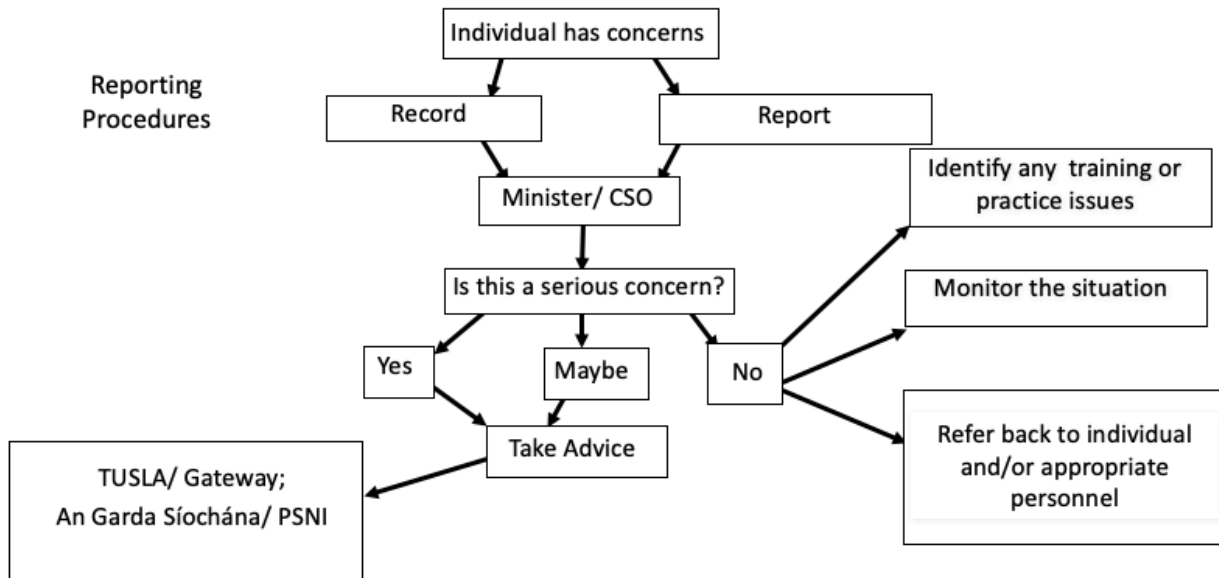 Individual has concerns
Reporting
Procedures
Record
Report
Minister/ CSO
Identify any training or
practice issues
Is this a serious concern?
Monitor the situation
Yes
Maybe
No
Take Advice
Refer back to individual
and/or appropriate
personnel
TUSLA/ Gateway;
An Garda Síochána/ PSNI